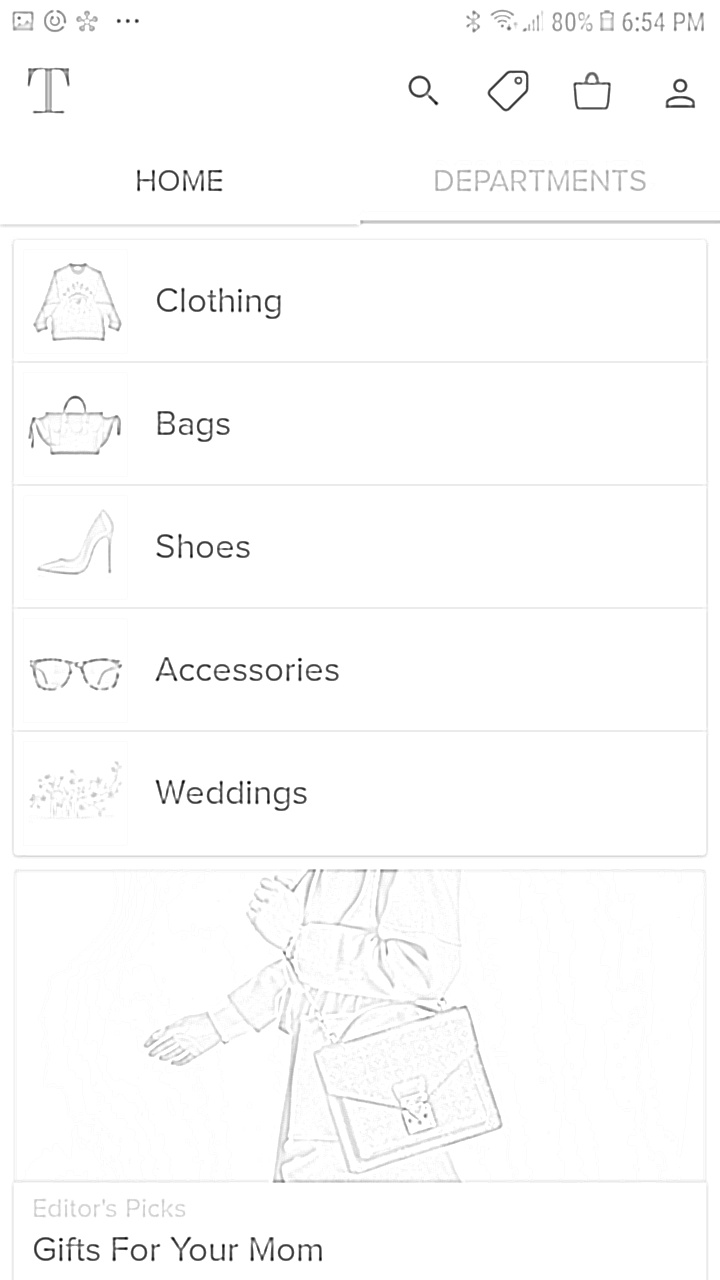 80% 6:54 PM
T
HOME DEPARTMENTS
Clothing
Bags
Shoes
Accessories
Weddings
Editor's Picks
Gifts For Your Mom